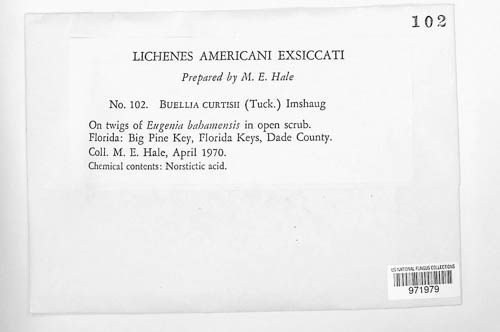 102
LICHENES AMERICANI EXSICCATI
Prepared by M. E. Hale
No. 102. BUELLIA CURTISII (Tuck.) Imshaug
On twigs of Eugenia bahamensis in open scrub.
Florida: Big Pine Key, Florida Keys, Dade County.
Coll. M. E. Hale, April 1970.
Chemical contents: Norstictic acid.
US NATIONAL FUNGUS COLLECTIONS
971979